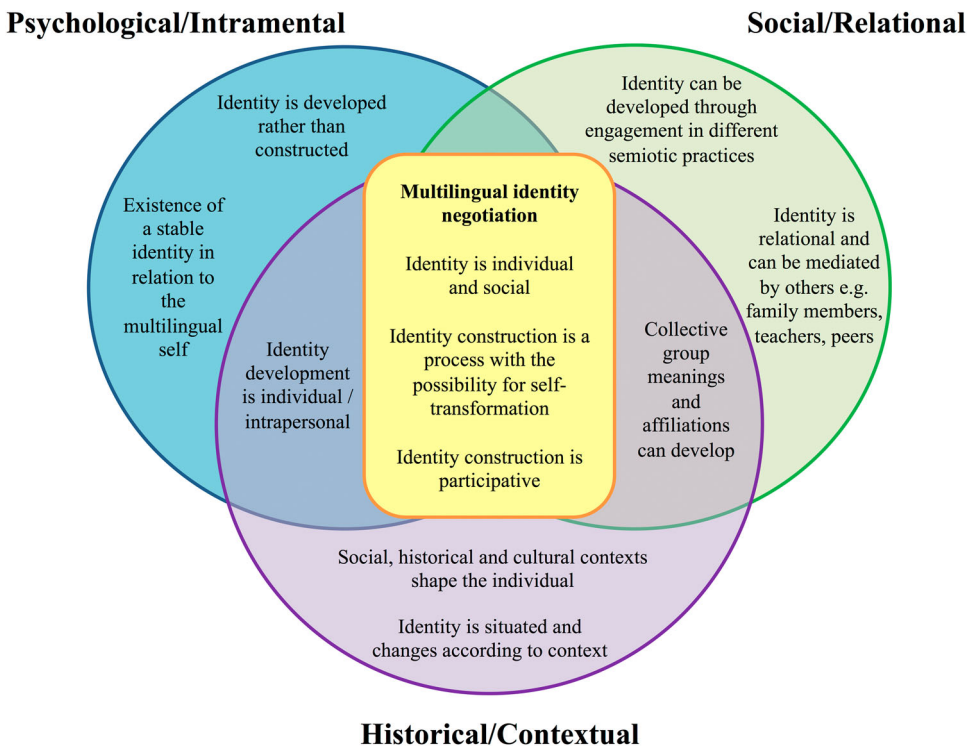 Psychological/Intramental
Social/Relational
Identity is developed
rather than
constructed
Existence of
a stable
identity in
relation to
the
multilingual
self
Identity
development
is individual /
intrapersonal
Multilingual identity
negotiation
Identity is individual
and social
Identity construction is a
process with the
possibility for self-
transformation
Identity construction is
participative
Identity can be
developed through
engagement in different
semiotic practices
Identity is
relational and
can be mediated
by others e.g.
family members,
teachers, peers
Collective
group
meanings
and
affiliations
can develop
Social, historical and cultural contexts
shape the individual
Identity is situated and
changes according to context
Historical/Contextual